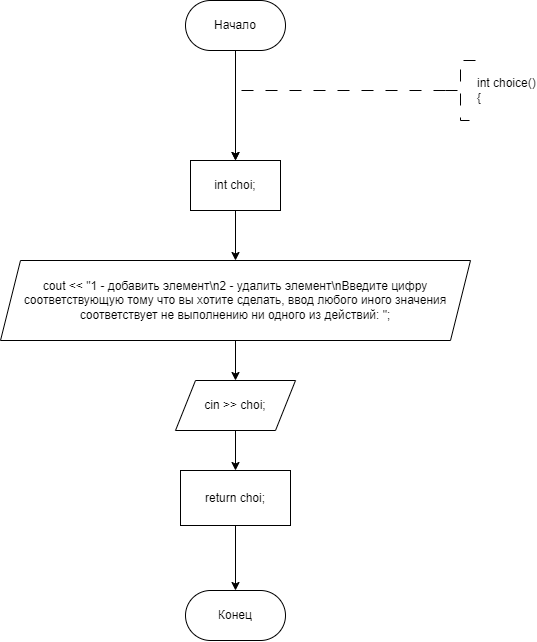 Начало
int choice()
{
int choi;
cout << "1 - добавить элемент\n2 - удалить элемент\nВведите цифру
соответствующую тому что вы хотите сделать, ввод любого иного значения
соответствует не выполнению ни одного из действий: ";
cin >> choi;
return choi;
Конец